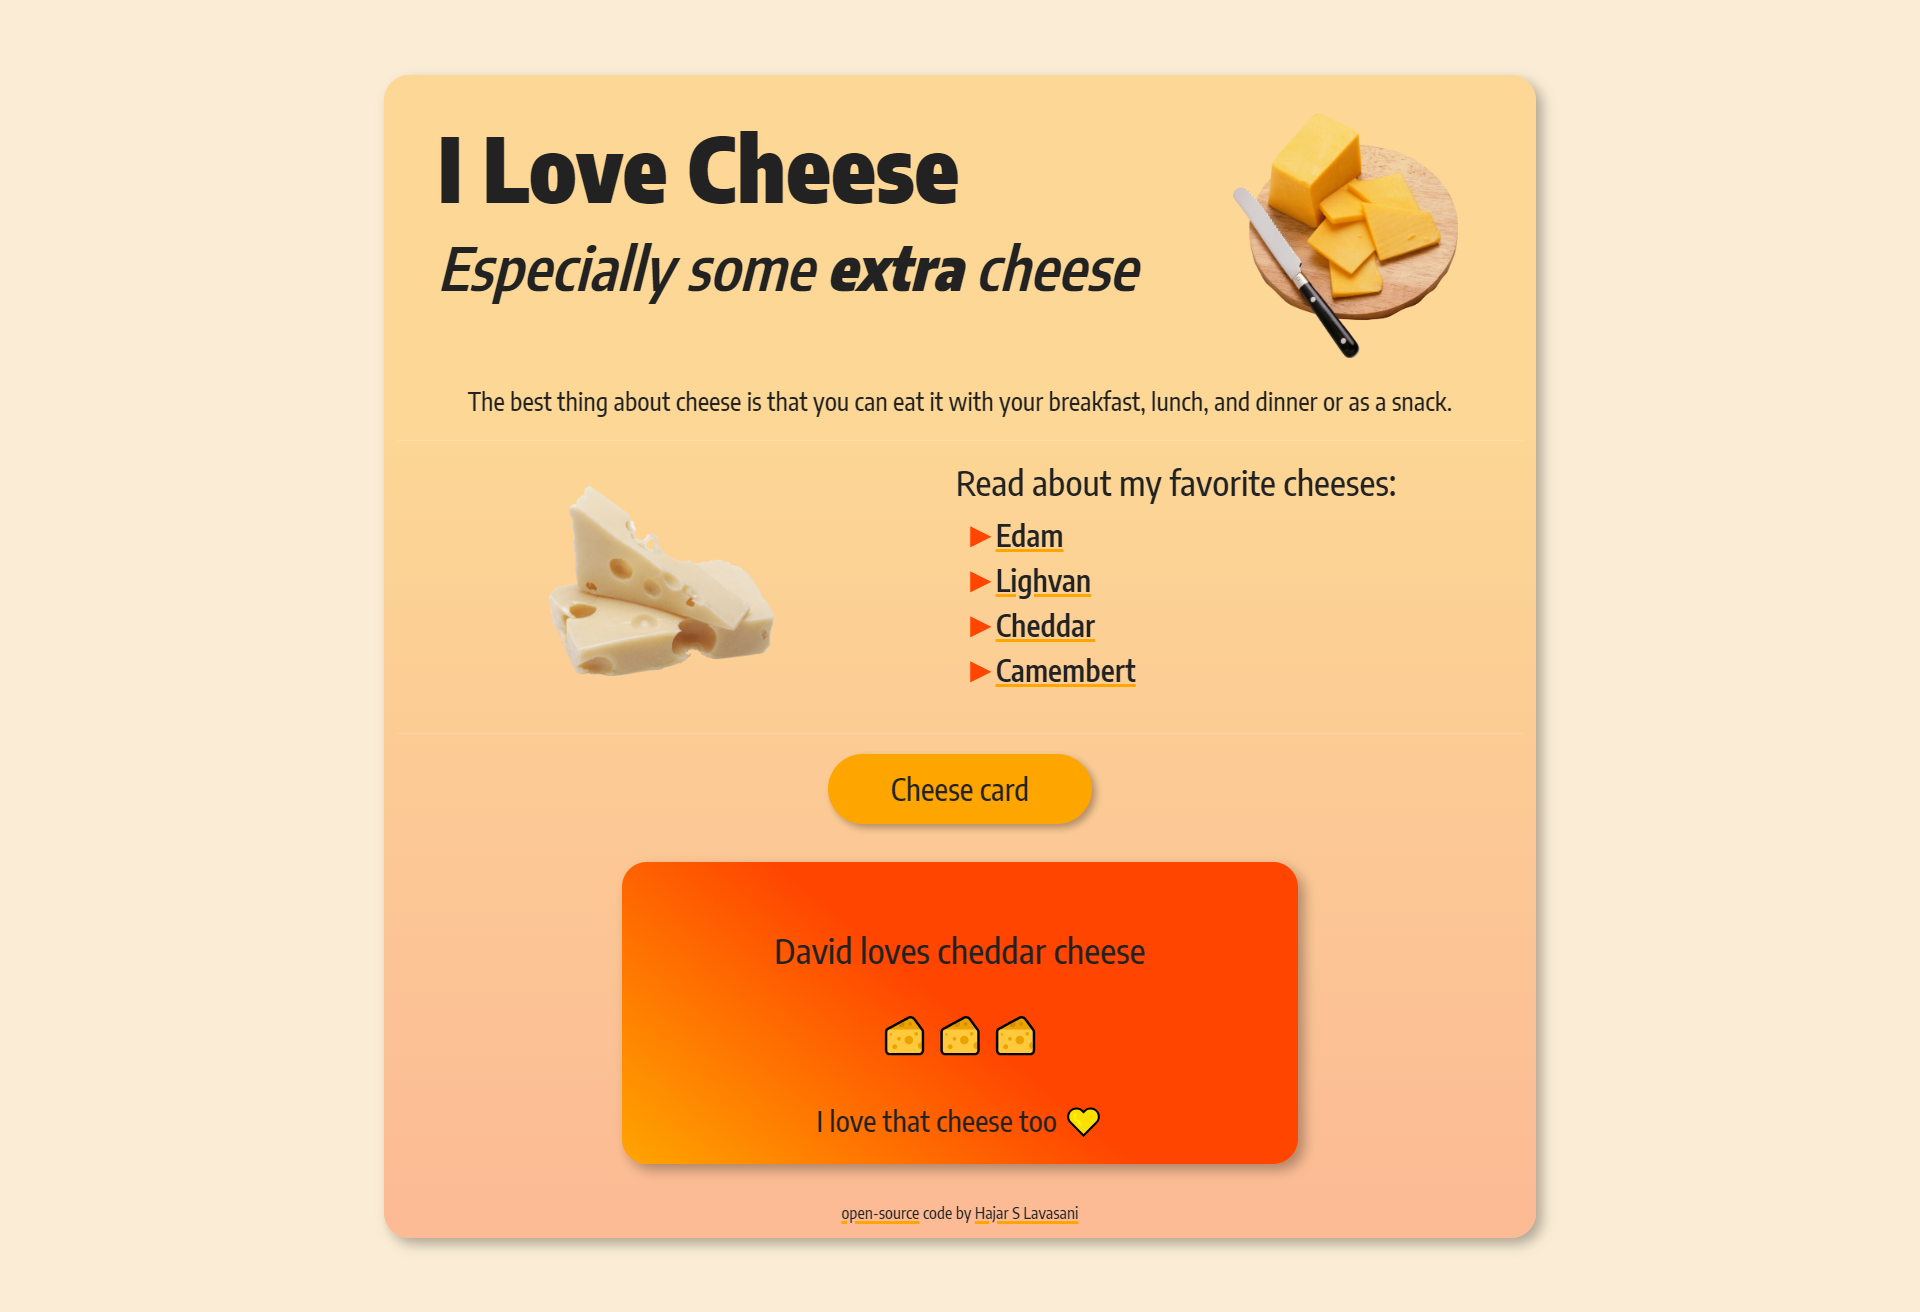 I Love Cheese
Especially some extra cheese
The best thing about cheese is that you can eat it with your breakfast, lunch, and dinner or as a snack.
Read about my favorite cheeses:
Edam
Lighvan
Cheddar
Camembert
Cheese card
David loves cheddar cheese
I love that cheese too
open-source code by Hajar S Lavasani